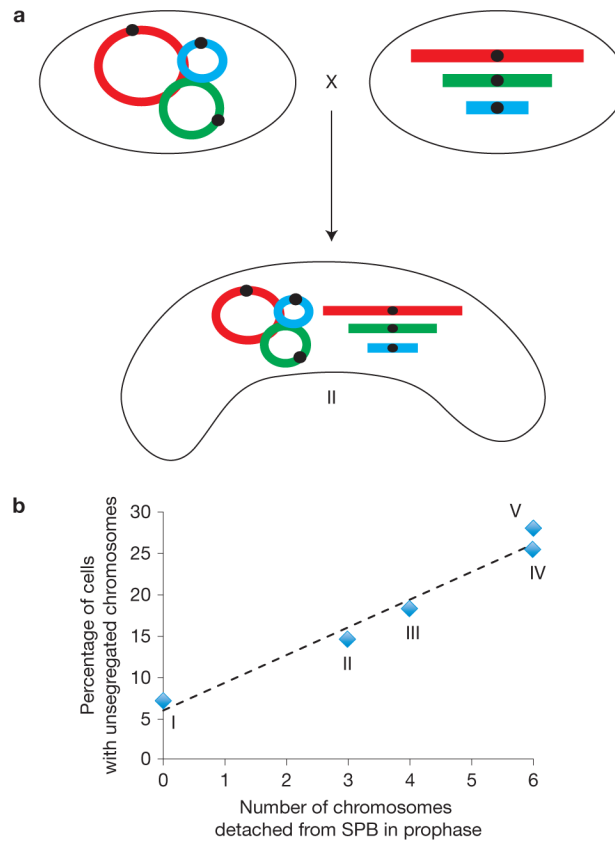 a
X
II
b
Percentage of cells
with unsegregated chromosomes
30
25
20
15
10
5
0
I
II
III
IV
V
0 1 2 3 4 5 6
Number of chromosomes
detached from SPB in prophase